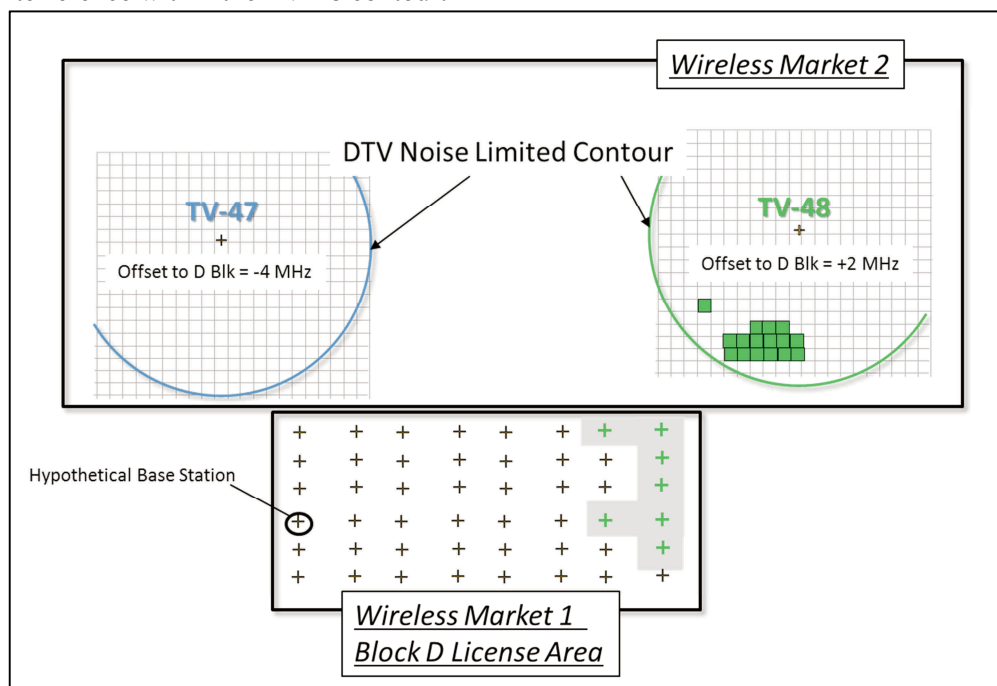 Wireless Market 2
DTV Noise Limited Contour
TV-47
TV-48
Offset to D Blk = -4 MHz
Offset to D Blk = +2 MHz
Hypothetical Base Station
Wireless Market 1
Block D License Area